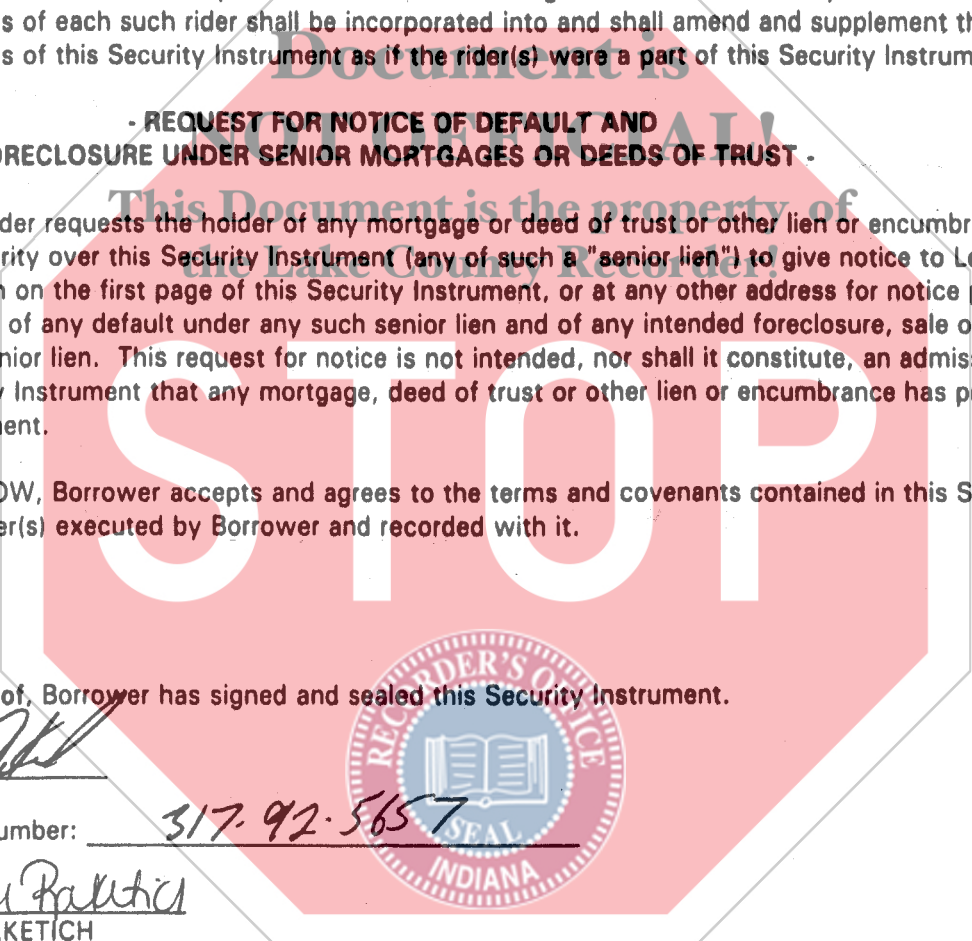 s of each such rider shall be incorporated into and shall amend and supplement th
s of this Security Instrument as if the rider(s) were a part of this Security Instrum
Document is
- REQUEST FOR NOTICE OF DEFAULT AND
NOT OFFICIAL!
ORECLOSURE UNDER SENIOR MORTGAGES OR DEEDS OF TRUST -
This Document is the property of
der requests the holder of any mortgage or deed of trust or other lien or encumbr
the Lake County Recorder!
rity over this Security Instrument (any of such a "senior lien") to give notice to Le
n on the first page of this Security Instrument, or at any other address for notice
of any default under any such senior lien and of any intended foreclosure, sale o
nior lien. This request for notice is not intended, nor shall it constitute, an admis
y Instrument that any mortgage, deed of trust or other lien or encumbrance has p
ent.
STOP
OW, Borrower accepts and agrees to the terms and covenants contained in this S
er(s) executed by Borrower and recorded with it.
of, Borrower has signed and sealed this Security Instrument.
RECORDER'S OFFICE
SEAL
INDIANA
umber: 317-92-5657
Raketich
KETICH